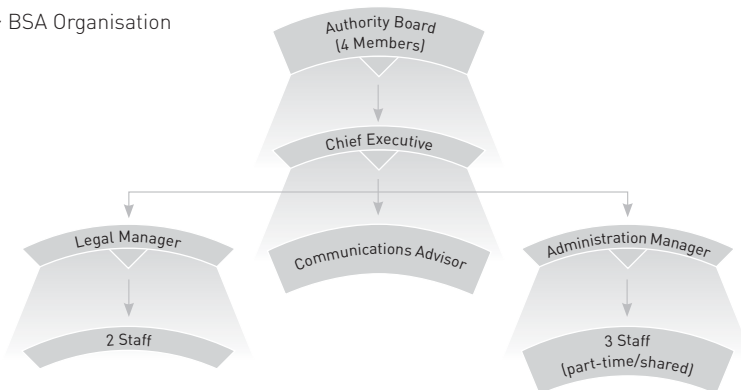 BSA Organisation
Authority Board
(4 Members)
Chief Executive
Legal Manager
Communications Advisor
Administration Manager
2 Staff
3 Staff
(part-time/shared)